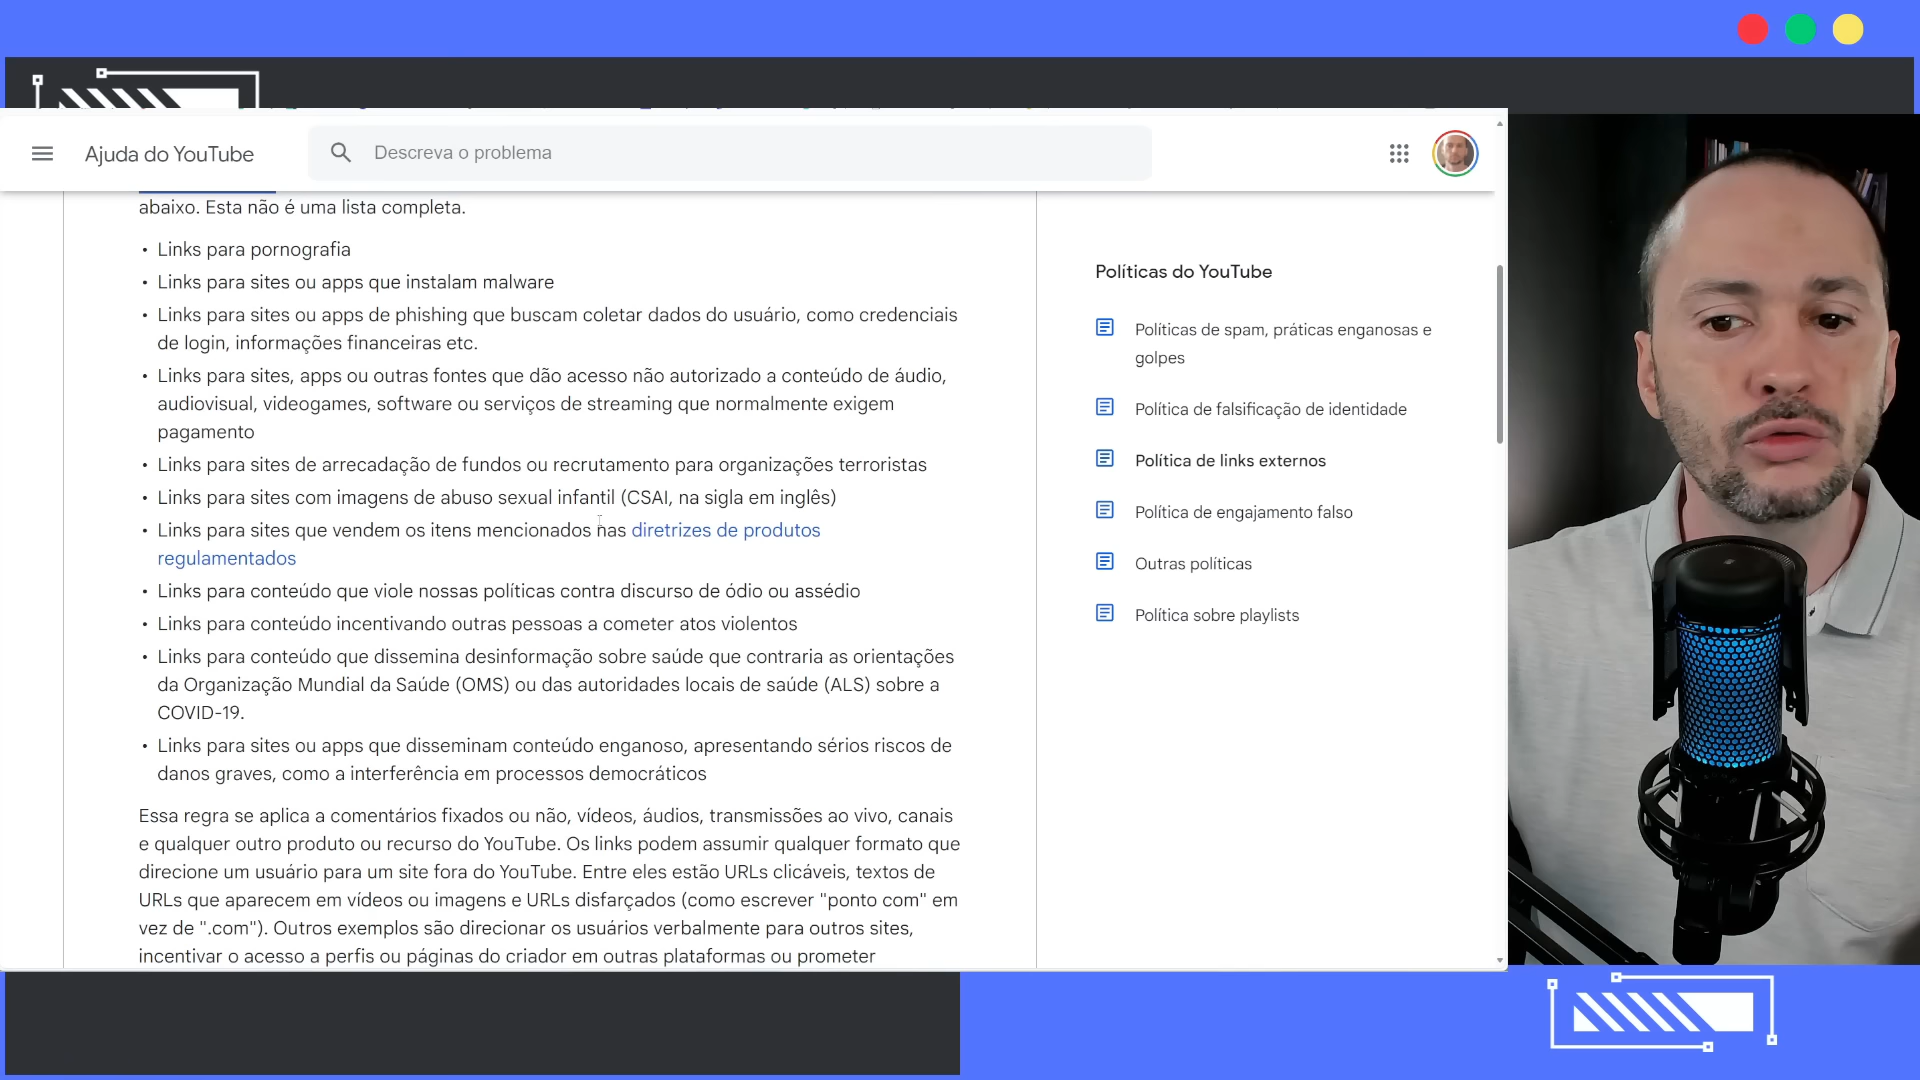 Ajuda do YouTube
Descreva o problema
abaixo. Esta não é uma lista completa.
• Links para pornografia
• Links para sites ou apps que instalam malware
• Links para sites ou apps de phishing que buscam coletar dados do usuário, como credenciais
de login, informações financeiras etc.
• Links para sites, apps ou outras fontes que dão acesso não autorizado a conteúdo de áudio,
audiovisual, videogames, software ou serviços de streaming que normalmente exigem
pagamento
• Links para sites de arrecadação de fundos ou recrutamento para organizações terroristas
• Links para sites com imagens de abuso sexual infantil (CSAI, na sigla em inglês)
• Links para sites que vendem os itens mencionados nas diretrizes de produtos
regulamentados
• Links para conteúdo que viole nossas políticas contra discurso de ódio ou assédio
• Links para conteúdo incentivando outras pessoas a cometer atos violentos
• Links para conteúdo que dissemina desinformação sobre saúde que contraria as orientações
da Organização Mundial da Saúde (OMS) ou das autoridades locais de saúde (ALS) sobre a
COVID-19.
• Links para sites ou apps que disseminam conteúdo enganoso, apresentando sérios riscos de
danos graves, como a interferência em processos democráticos
Essa regra se aplica a comentários fixados ou não, vídeos, áudios, transmissões ao vivo, canais
e qualquer outro produto ou recurso do YouTube. Os links podem assumir qualquer formato que
direcione um usuário para um site fora do YouTube. Entre eles estão URLs clicáveis, textos de
URLs que aparecem em vídeos ou imagens e URLs disfarçados (como escrever "ponto com" em
vez de ".com"). Outros exemplos são direcionar os usuários verbalmente para outros sites,
incentivar o acesso a perfis ou páginas do criador em outras plataformas ou prometer
Políticas do YouTube
Políticas de spam, práticas enganosas e
golpes
Política de falsificação de identidade
Política de links externos
Política de engajamento falso
Outras políticas
Política sobre playlists